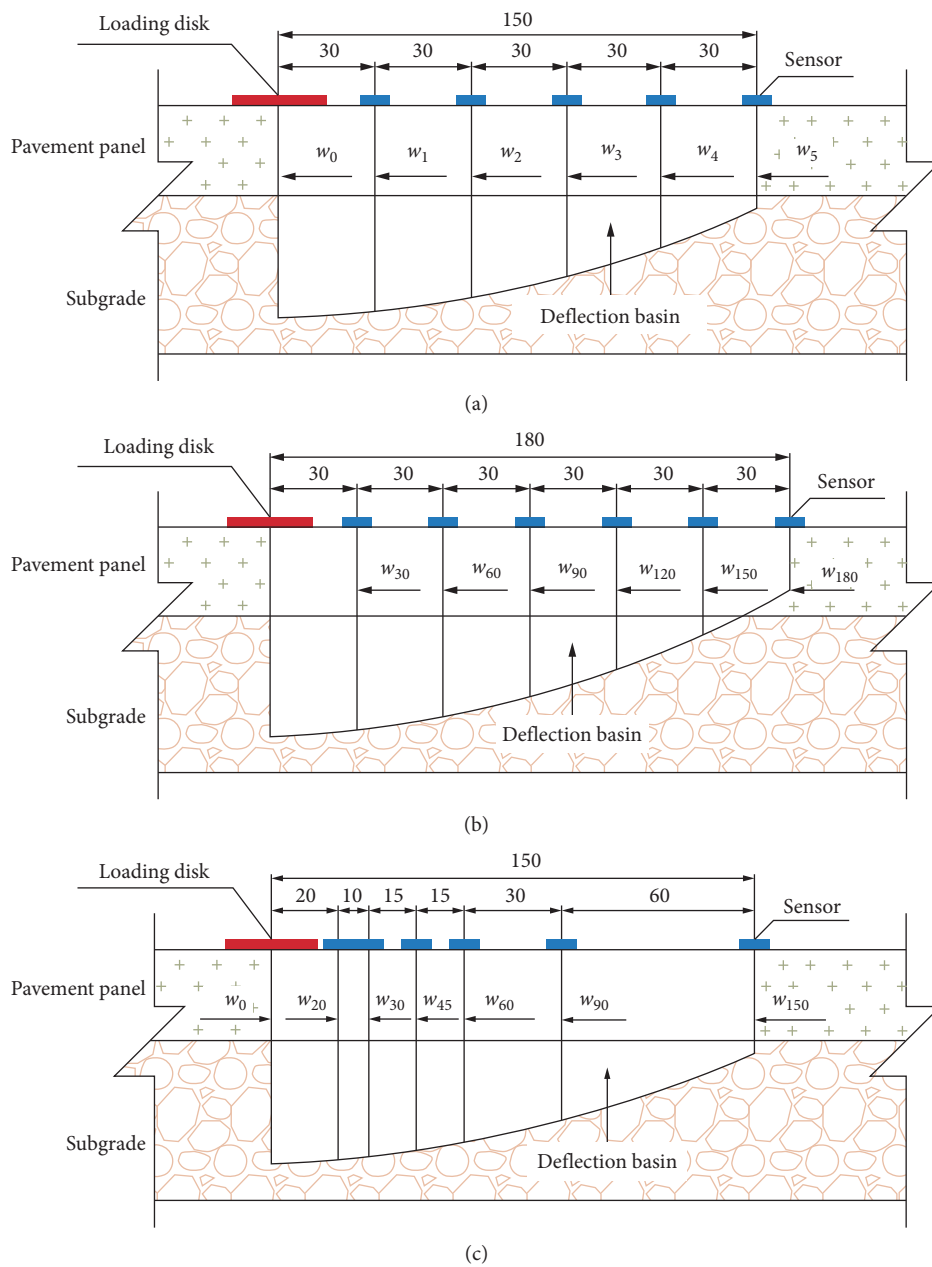 Loading disk
150
30 30 30 30 30
Sensor
Pavement panel
w0 w1 w2 w3 w4 w5
Subgrade
Deflection basin
(a)
Loading disk
180
30 30 30 30 30 30
Sensor
Pavement panel
w30 w60 w90 w120 w150 w180
Subgrade
Deflection basin
(b)
Loading disk
150
20 10 15 15 30 60
Sensor
Pavement panel
w0 w20 w30 w45 w60 w90 w150
Subgrade
Deflection basin
(c)